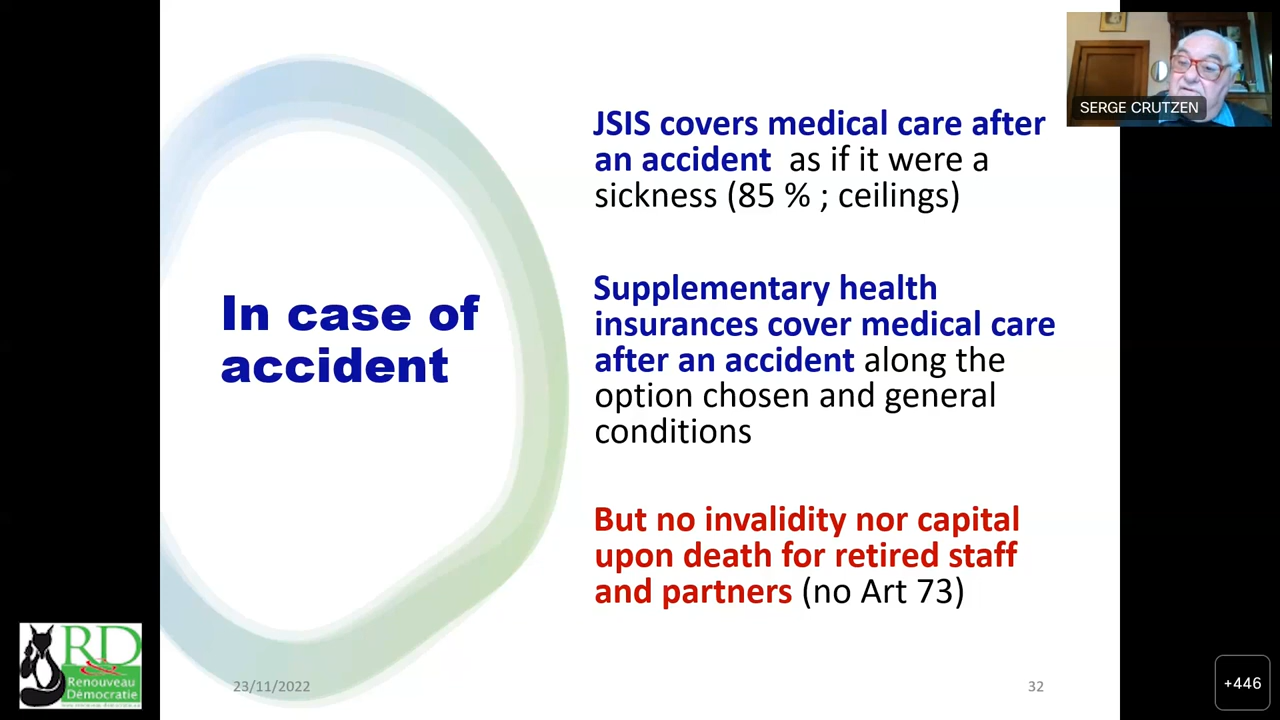 SERGE CRUTZEN
In case of
accident
JSIS covers medical care after
an accident as if it were a
sickness (85 % ; ceilings)
Supplementary health
insurances cover medical care
after an accident along the
option chosen and general
conditions
But no invalidity nor capital
upon death for retired staff
and partners (no Art 73)
RD
Renouveau
Démocratie
23/11/2022
32
+446